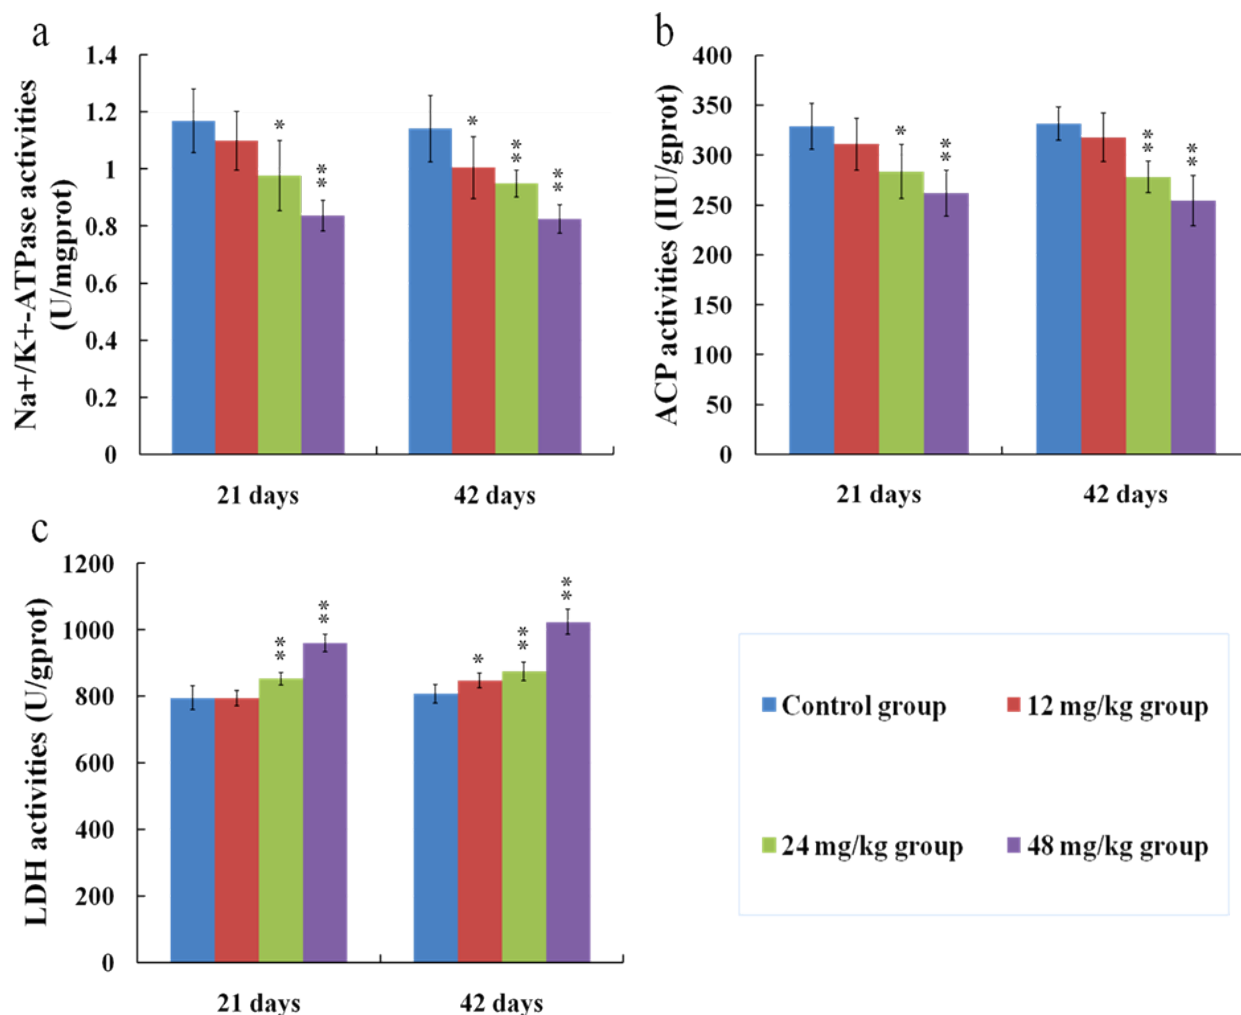 a
1.4
1.2
1
0.8
0.6
0.4
0.2
0
Na+/K+-ATPase activities
(U/mgprot)
*
**
*
**
**
21 days
42 days
b
400
350
300
250
200
150
100
50
0
ACP activities (IIU/gprot)
*
**
**
**
21 days
42 days
c
1200
1000
800
600
400
200
0
LDH activities (U/gprot)
**
**
*
**
**
21 days
42 days
Control group
12 mg/kg group
24 mg/kg group
48 mg/kg group